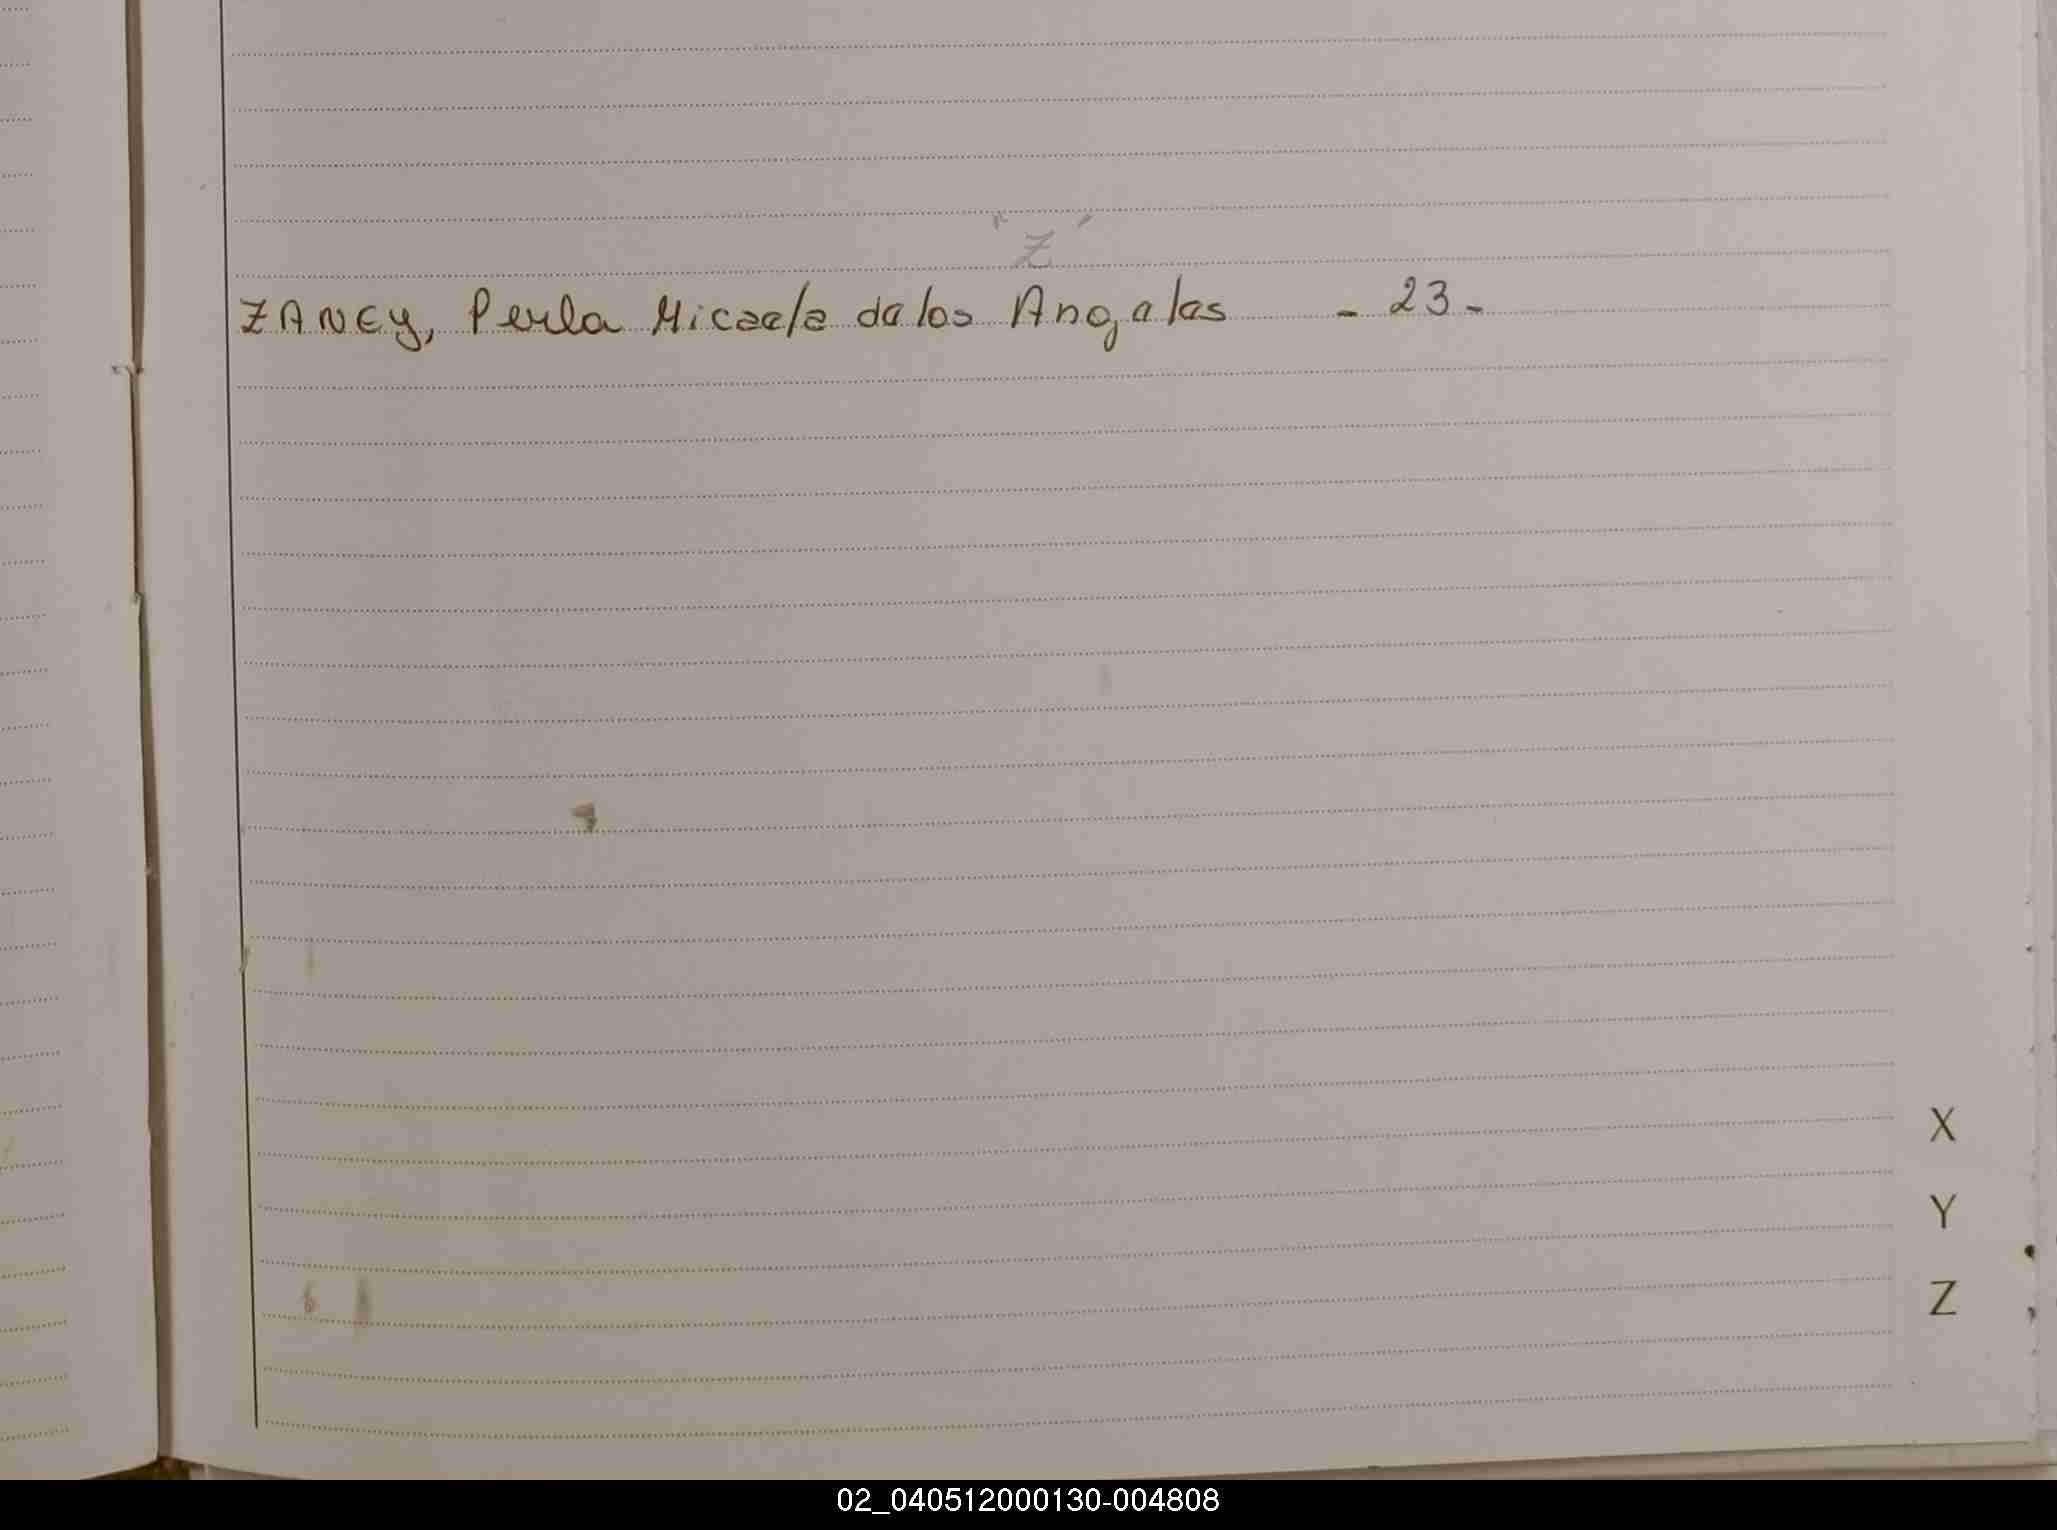 "Z"
ZANEY, Perla Micaela de los Angeles - 23 -
X
Y
Z
02_040512000130-004808